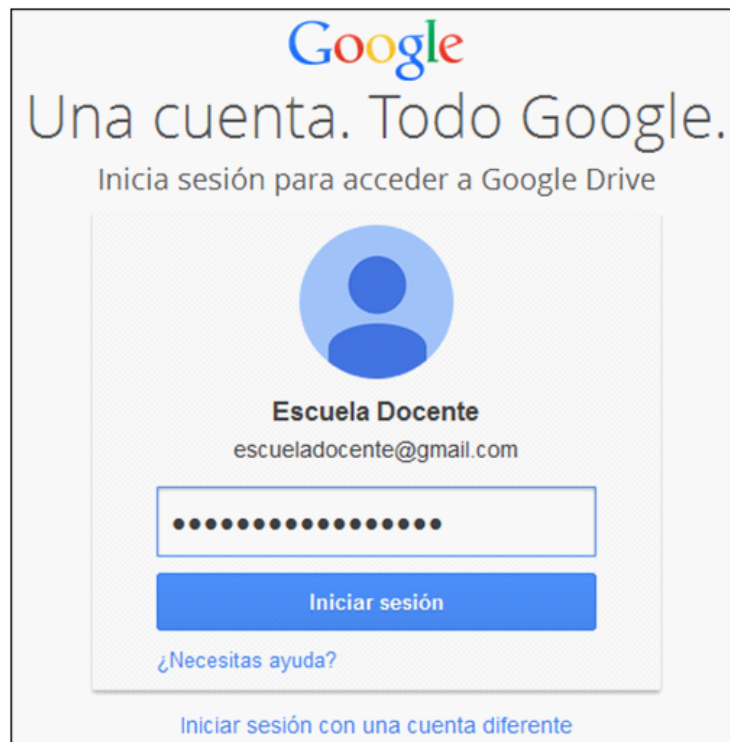 Google
Una cuenta. Todo Google.
Inicia sesión para acceder a Google Drive
Escuela Docente
escueladocente@gmail.com
•••••••••••••••••
Iniciar sesión
¿Necesitas ayuda?
Iniciar sesión con una cuenta diferente